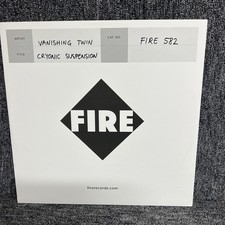 ARTIST VANISHING TWIN CAT NO. FIRE 582
TITLE CRYONIC SUSPENSION
FIRE
firerecords.com